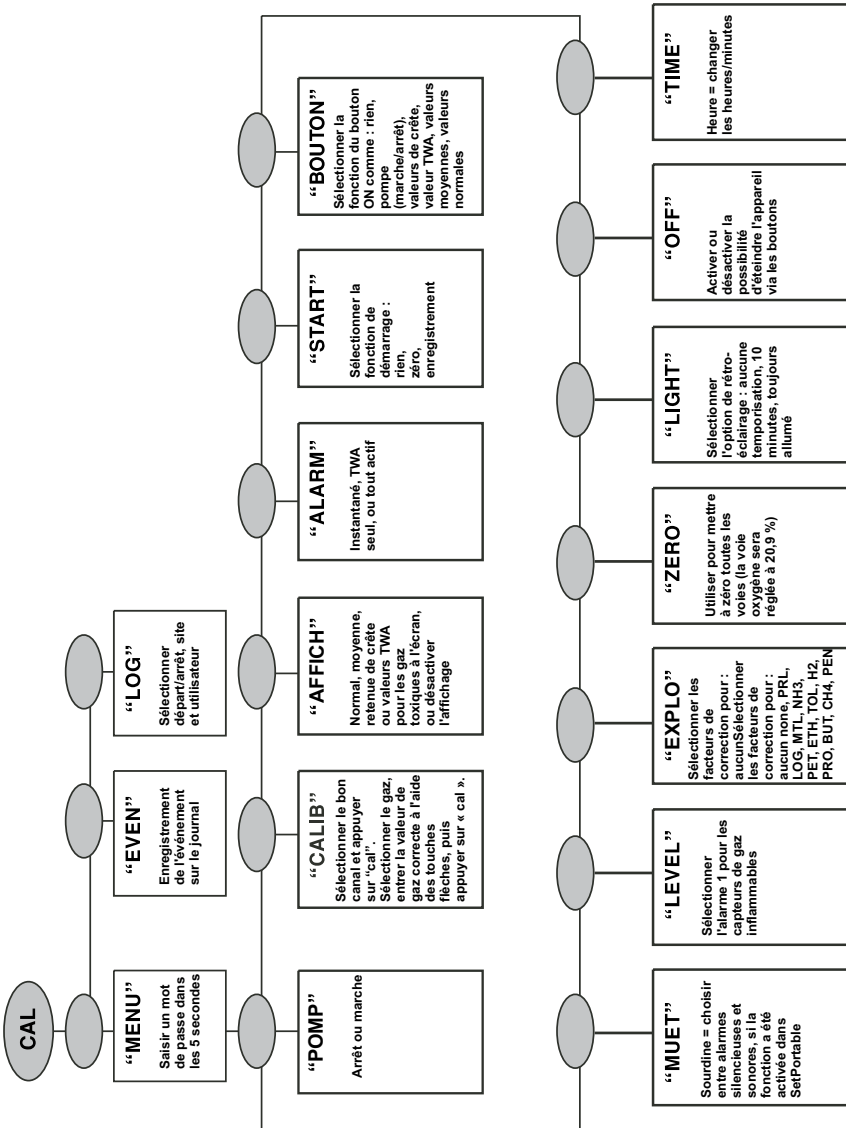 CAL
“MENU”
Saisir un mot
de passe dans
les 5 secondes
“EVEN”
Enregistrement
de l'événement
sur le journal
“LOG”
Sélectionner
départ/arrêt, site
et utilisateur
“POMP”
Arrêt ou marche
“CALIB”
Sélectionner le bon
canal et appuyer
sur “cal”.
Sélectionner le gaz,
entrer la valeur de
gaz correcte à l'aide
des touches
flèches, puis
appuyer sur « cal ».
“AFFICH”
Normal, moyenne,
retenue de crête
ou valeurs TWA
pour les gaz
toxiques à l'écran,
ou désactiver
l'affichage
“ALARM”
Instantané, TWA
seul, ou tout actif
“START”
Sélectionner la
fonction de
démarrage :
rien,
zéro,
enregistrement
“BOUTON”
Sélectionner la
fonction du bouton
ON comme : rien,
pompe
(marche/arrêt),
valeurs de crête,
valeur TWA, valeurs
moyennes, valeurs
normales
“MUET”
Sourdine = choisir
entre alarmes
silencieuses et
sonores, si la
fonction a été
activée dans
SetPortable
“LEVEL”
Sélectionner
l'alarme 1 pour les
capteurs de gaz
inflammables
“EXPLO”
Sélectionner les
facteurs de
correction pour :
aucunSélectionner
les facteurs de
correction pour :
aucun none, PRL,
LOG, MTL, NH3,
PET, ETH, TOL, H2,
PRO, BUT, CH4, PEN
“ZERO”
Utiliser pour mettre
à zéro toutes les
voies (la voie
oxygène sera
réglée à 20,9 %)
“LIGHT”
Sélectionner
l'option de rétro-
éclairage : aucune
temporisation, 10
minutes, toujours
allumé
“OFF”
Activer ou
désactiver la
possibilité
d'éteindre l'appareil
via les boutons
“TIME”
Heure = changer
les heures/minutes